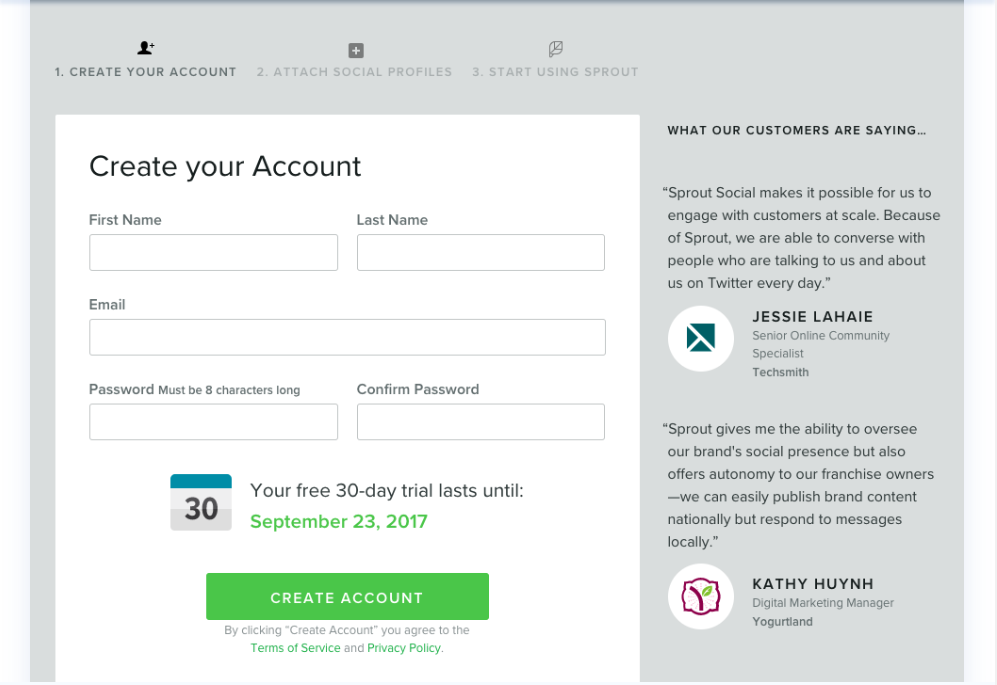 1. CREATE YOUR ACCOUNT
2. ATTACH SOCIAL PROFILES
3. START USING SPROUT
Create your Account
First Name
Last Name
Email
Password Must be 8 characters long
Confirm Password
30
Your free 30-day trial lasts until:
September 23, 2017
CREATE ACCOUNT
By clicking “Create Account” you agree to the
Terms of Service and Privacy Policy.
WHAT OUR CUSTOMERS ARE SAYING…
“Sprout Social makes it possible for us to
engage with customers at scale. Because
of Sprout, we are able to converse with
people who are talking to us and about
us on Twitter every day.”
JESSIE LAHAIE
Senior Online Community
Specialist
Techsmith
“Sprout gives me the ability to oversee
our brand's social presence but also
offers autonomy to our franchise owners
—we can easily publish brand content
nationally but respond to messages
locally.”
KATHY HUYNH
Digital Marketing Manager
Yogurtland